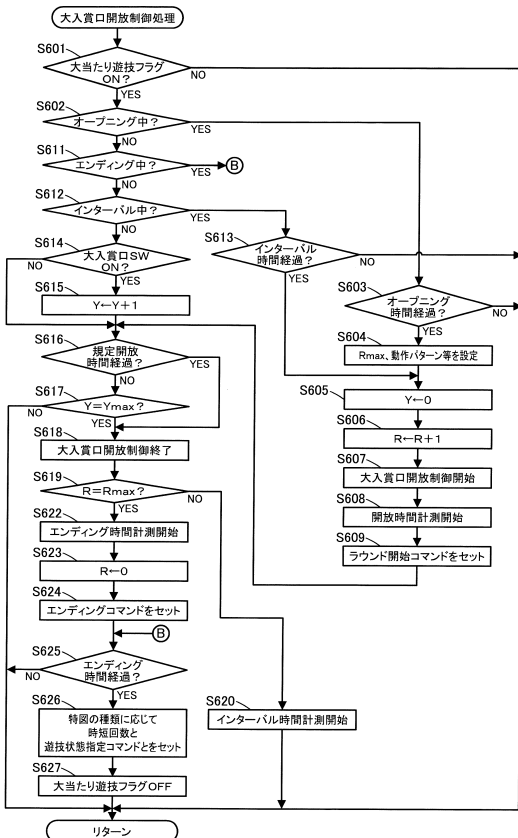 大入賞口開放制御処理
S601
大当たり遊技フラグ
ON?
NO
YES
S602
オープニング中?
YES
NO
S611
エンディング中?
YES
B
NO
S612
インターバル中?
YES
NO
S613
インターバル
時間経過?
NO
YES
S614
大入賞口SW
ON?
NO
YES
S603
オープニング
時間経過?
NO
YES
S615
Y←Y+1
S604
Rmax、動作パターン等を設定
S616
規定開放
時間経過?
YES
NO
S605
Y←0
S617
Y=Ymax?
NO
YES
S606
R←R+1
S618
大入賞口開放制御終了
S607
大入賞口開放制御開始
S619
R=Rmax?
NO
YES
S608
開放時間計測開始
S622
エンディング時間計測開始
S609
ラウンド開始コマンドをセット
S623
R←0
S624
エンディングコマンドをセット
B
S625
エンディング
時間経過?
NO
YES
S626
特図の種類に応じて
時短回数と
遊技状態指定コマンドとをセット
S620
インターバル時間計測開始
S627
大当たり遊技フラグOFF
リターン